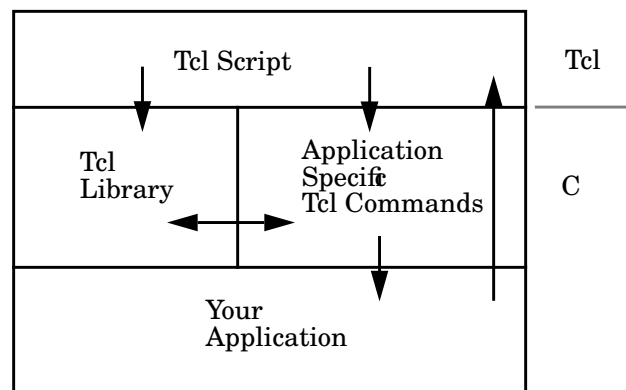 Tcl Script
Tcl
Tcl
Library
Application
Specific
Tcl Commands
C
Your
Application